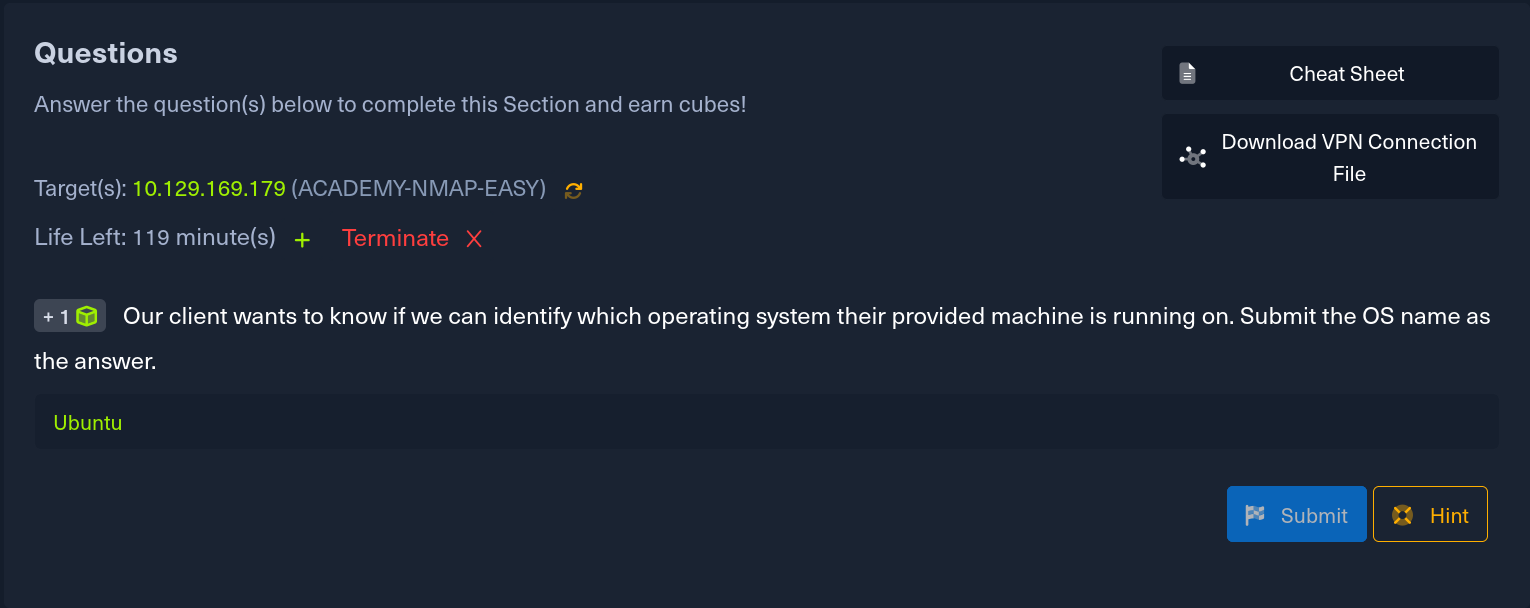 Questions
Cheat Sheet
Answer the question(s) below to complete this Section and earn cubes!
Download VPN Connection
File
Target(s): 10.129.169.179 (ACADEMY-NMAP-EASY)
Life Left: 119 minute(s) + Terminate X
+ 1 Our client wants to know if we can identify which operating system their provided machine is running on. Submit the OS name as
the answer.
Ubuntu
Submit
Hint